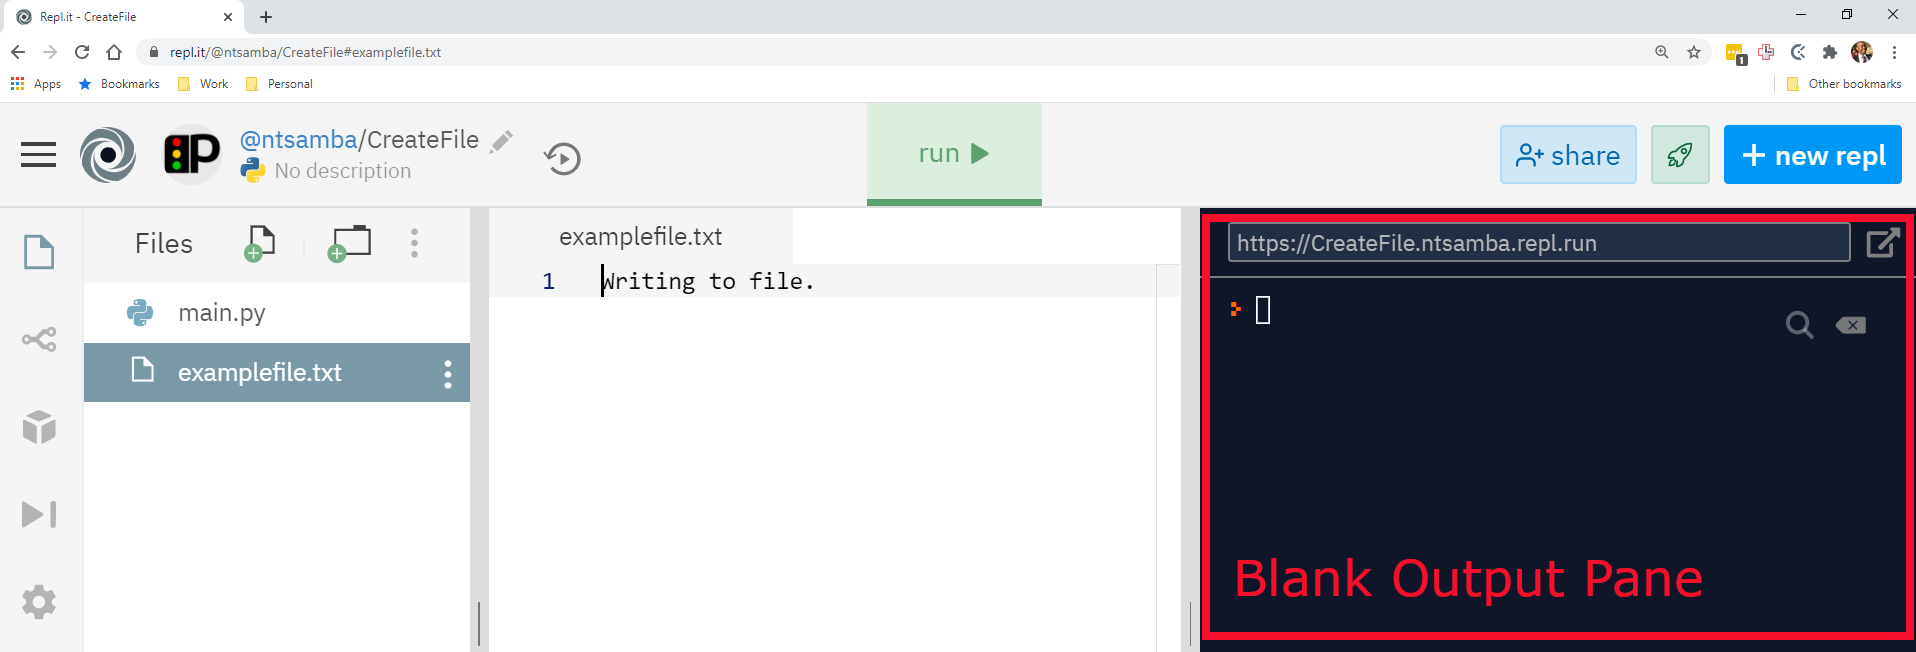 Repl.it - CreateFile
repl.it/@ntsamba/CreateFile#examplefile.txt
1
Apps Bookmarks Work Personal Other bookmarks
P @ntsamba/CreateFile
No description
run
share
+ new repl
Files
main.py
examplefile.txt
examplefile.txt
1 Writing to file.
https://CreateFile.ntsamba.repl.run
Blank Output Pane